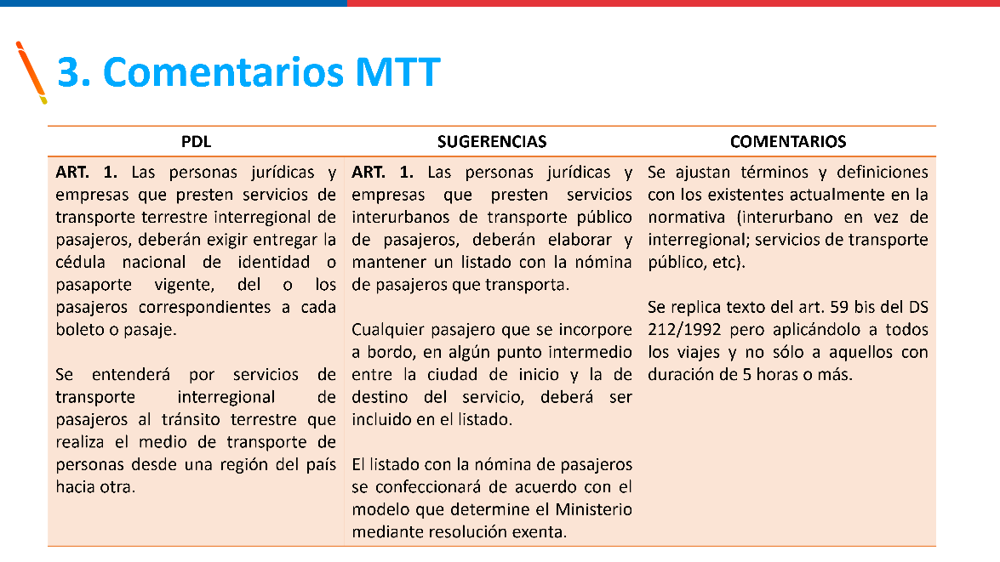 3. Comentarios MTT
PDL
SUGERENCIAS
COMENTARIOS
ART. 1. Las personas jurídicas y
empresas que presten servicios de
transporte terrestre interregional de
pasajeros, deberán exigir entregar la
cédula nacional de identidad o
pasaporte vigente, del o los
pasajeros correspondientes a cada
boleto o pasaje.
Se entenderá por servicios de
transporte interregional de
pasajeros al tránsito terrestre que
realiza el medio de transporte de
personas desde una región del país
hacia otra.
ART. 1. Las personas jurídicas y
empresas que presten servicios
interurbanos de transporte público
de pasajeros, deberán elaborar y
mantener un listado con la nómina
de pasajeros que transporta.
Cualquier pasajero que se incorpore
a bordo, en algún punto intermedio
entre la ciudad de inicio y la de
destino del servicio, deberá ser
incluido en el listado.
El listado con la nómina de pasajeros
se confeccionará de acuerdo con el
modelo que determine el Ministerio
mediante resolución exenta.
Se ajustan términos y definiciones
con los existentes actualmente en la
normativa (interurbano en vez de
interregional; servicios de transporte
público, etc).
Se replica texto del art. 59 bis del DS
212/1992 pero aplicándolo a todos
los viajes y no sólo a aquellos con
duración de 5 horas o más.